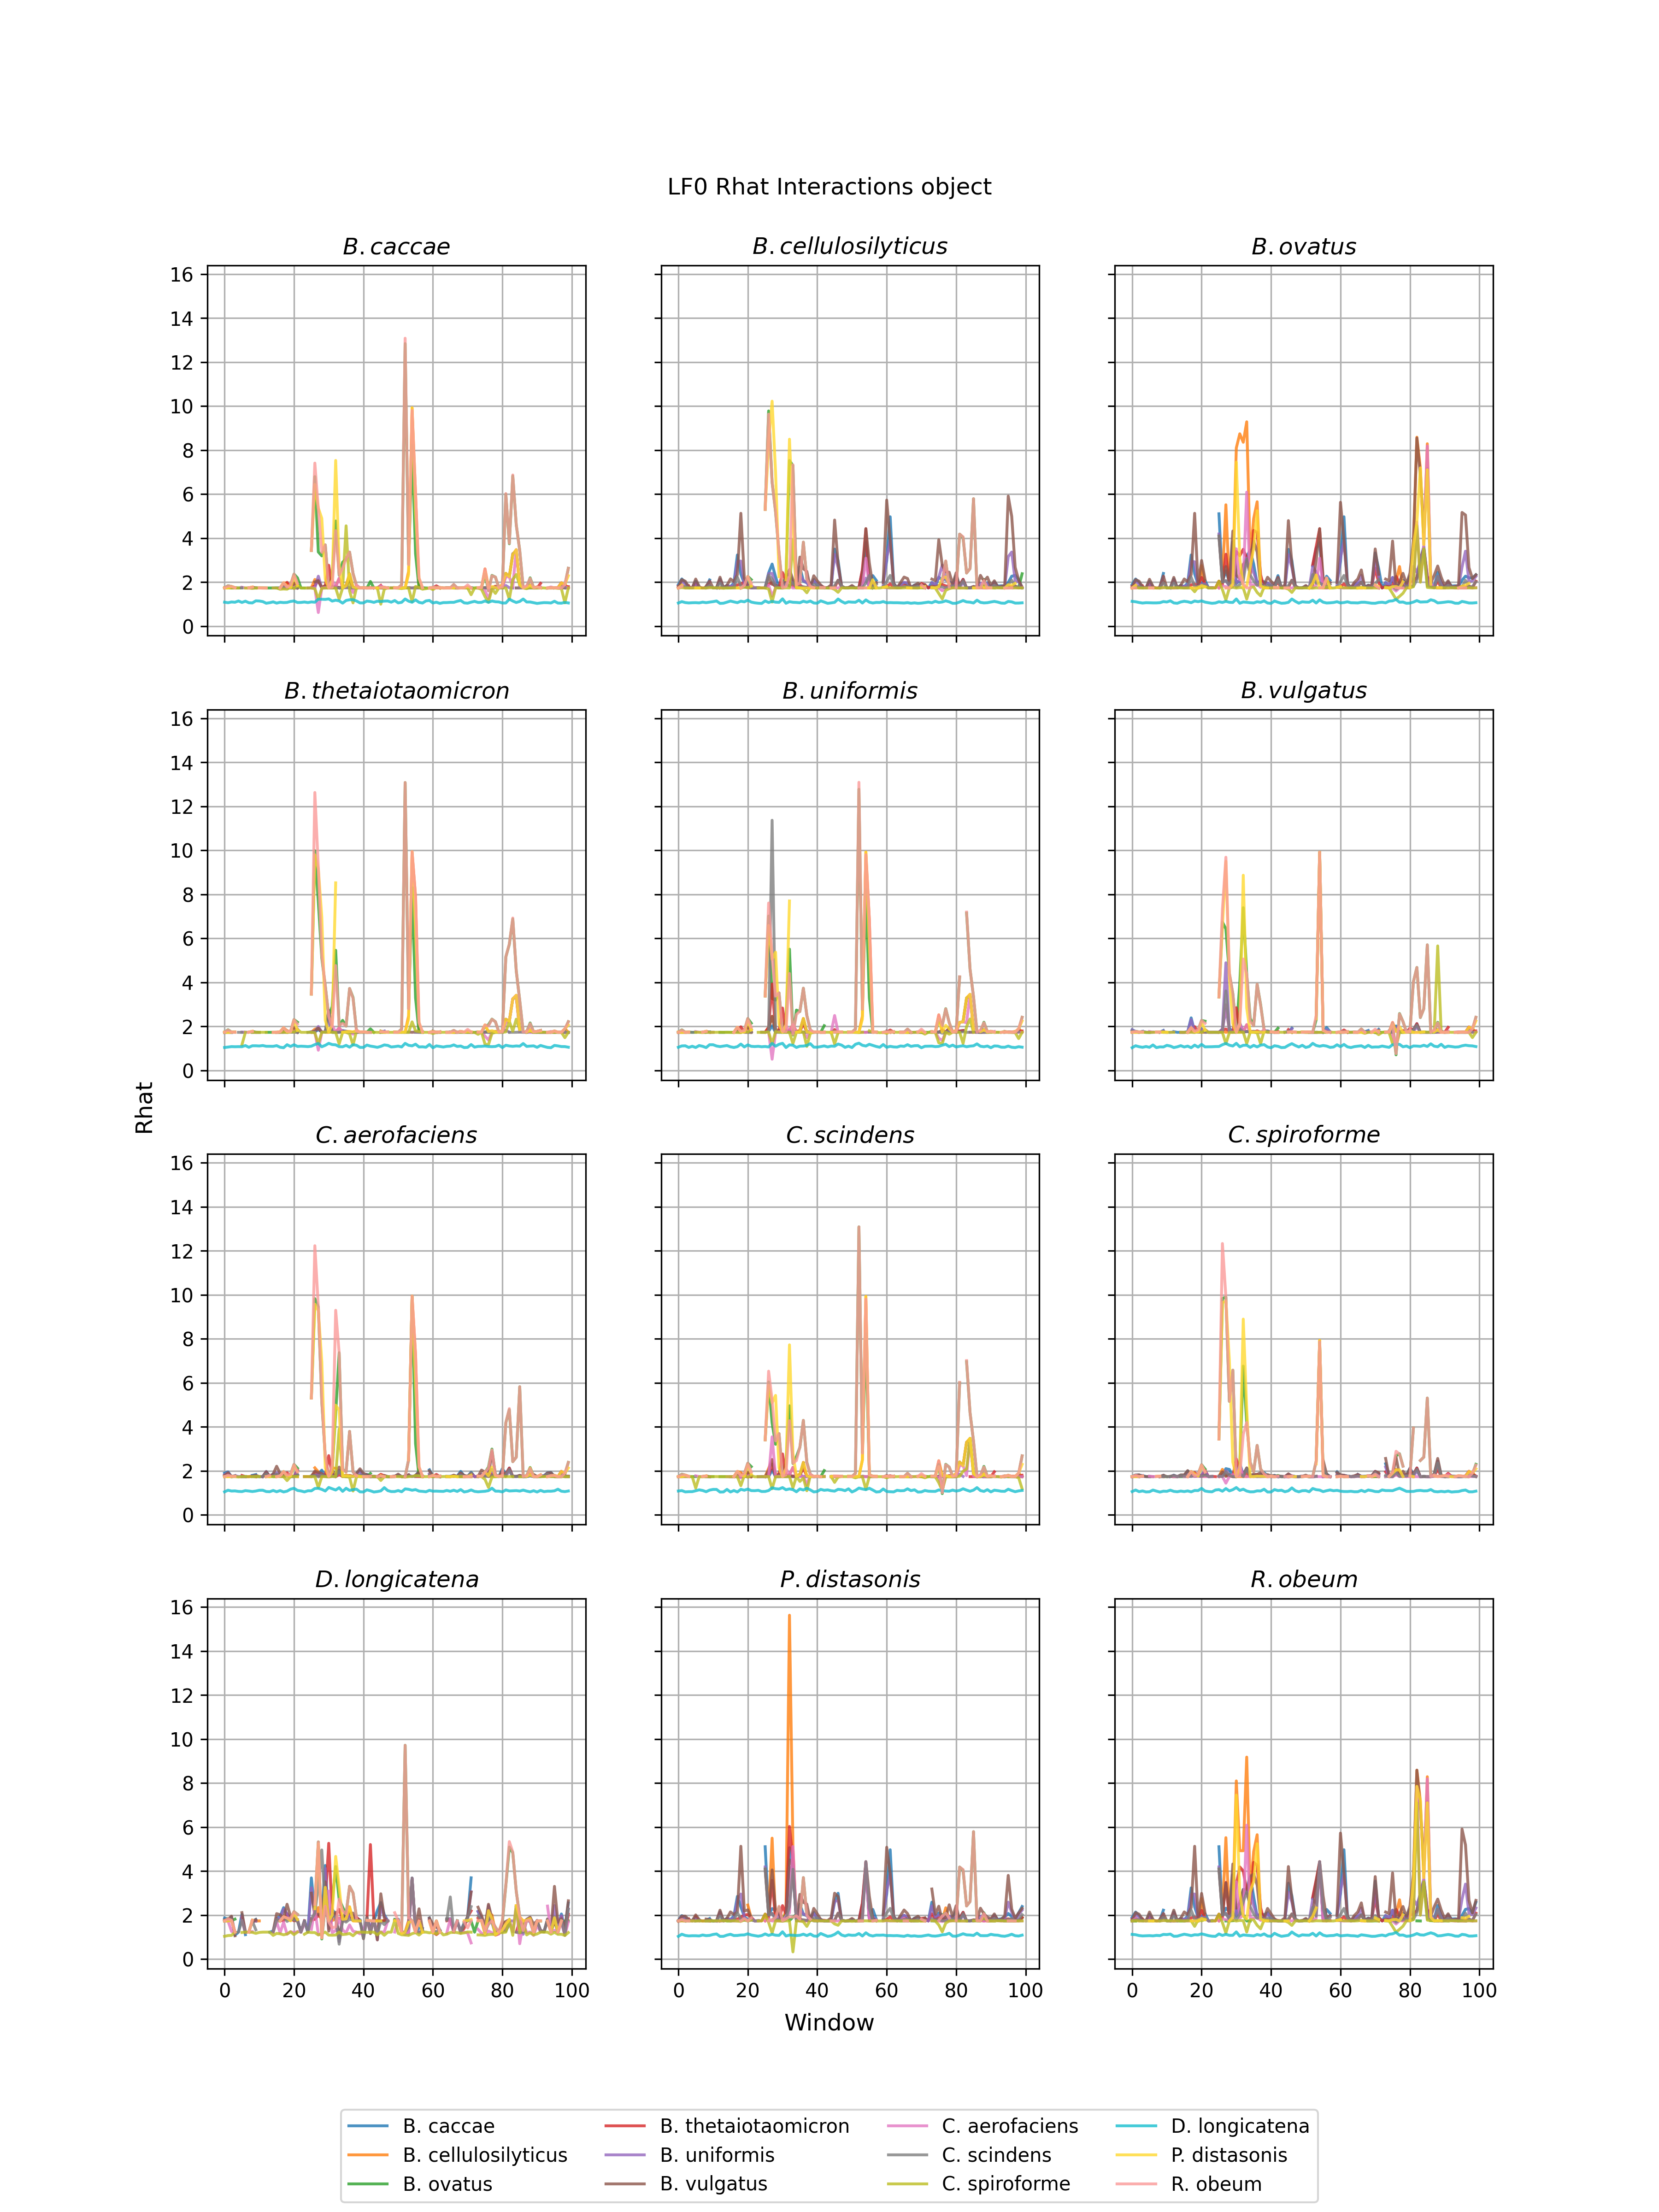 LF0 Rhat Interactions object
B. caccae
B. cellulosilyticus
B. ovatus
16
14
12
10
8
6
4
2
0
B. thetaiotaomicron
B. uniformis
B. vulgatus
16
14
12
10
8
6
4
2
0
Rhat
C. aerofaciens
C. scindens
C. spiroforme
16
14
12
10
8
6
4
2
0
D. longicatena
P. distasonis
R. obeum
16
14
12
10
8
6
4
2
0
0 20 40 60 80 100
0 20 40 60 80 100
0 20 40 60 80 100
Window
B. caccae
B. cellulosilyticus
B. ovatus
B. thetaiotaomicron
B. uniformis
B. vulgatus
C. aerofaciens
C. scindens
C. spiroforme
D. longicatena
P. distasonis
R. obeum